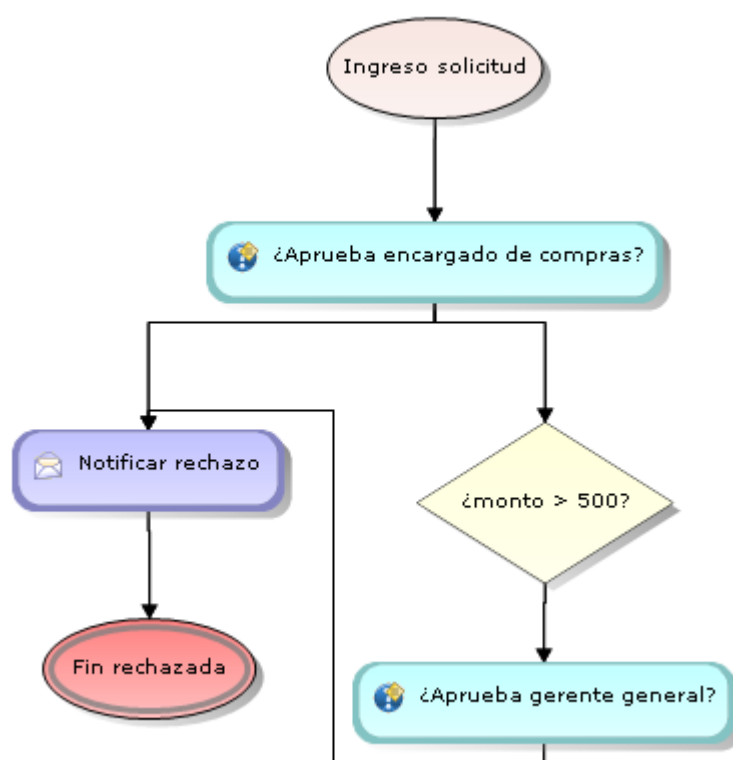 Ingreso solicitud
¿Aprueba encargado de compras?
Notificar rechazo
¿monto > 500?
Fin rechazada
¿Aprueba gerente general?